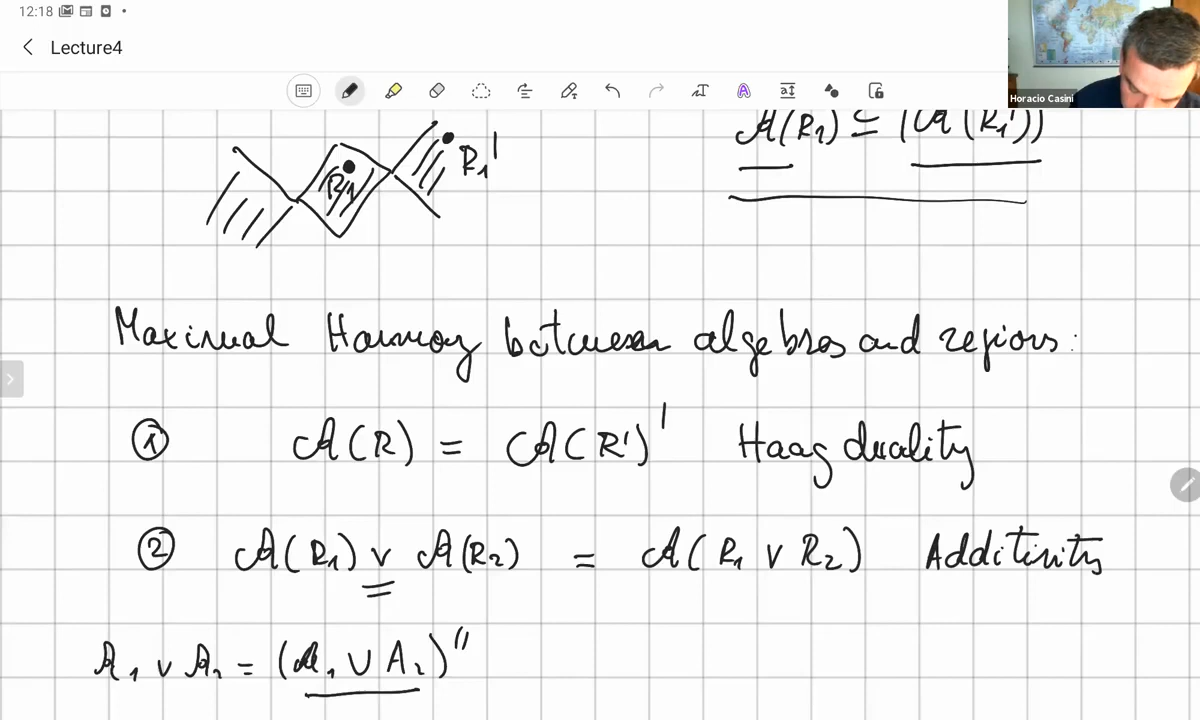 12:18
Lecture4
Horacio Casini
A(R1) ⊆ (A(R1'))
R1
R1'
Maximal Harmony between algebras and regions:
① A(R) = A(R')' Haag duality
② A(R1) ∨ A(R2) = A(R1 ∨ R2) Additivity
A1 ∨ A2 = (A1 ∪ A2)''